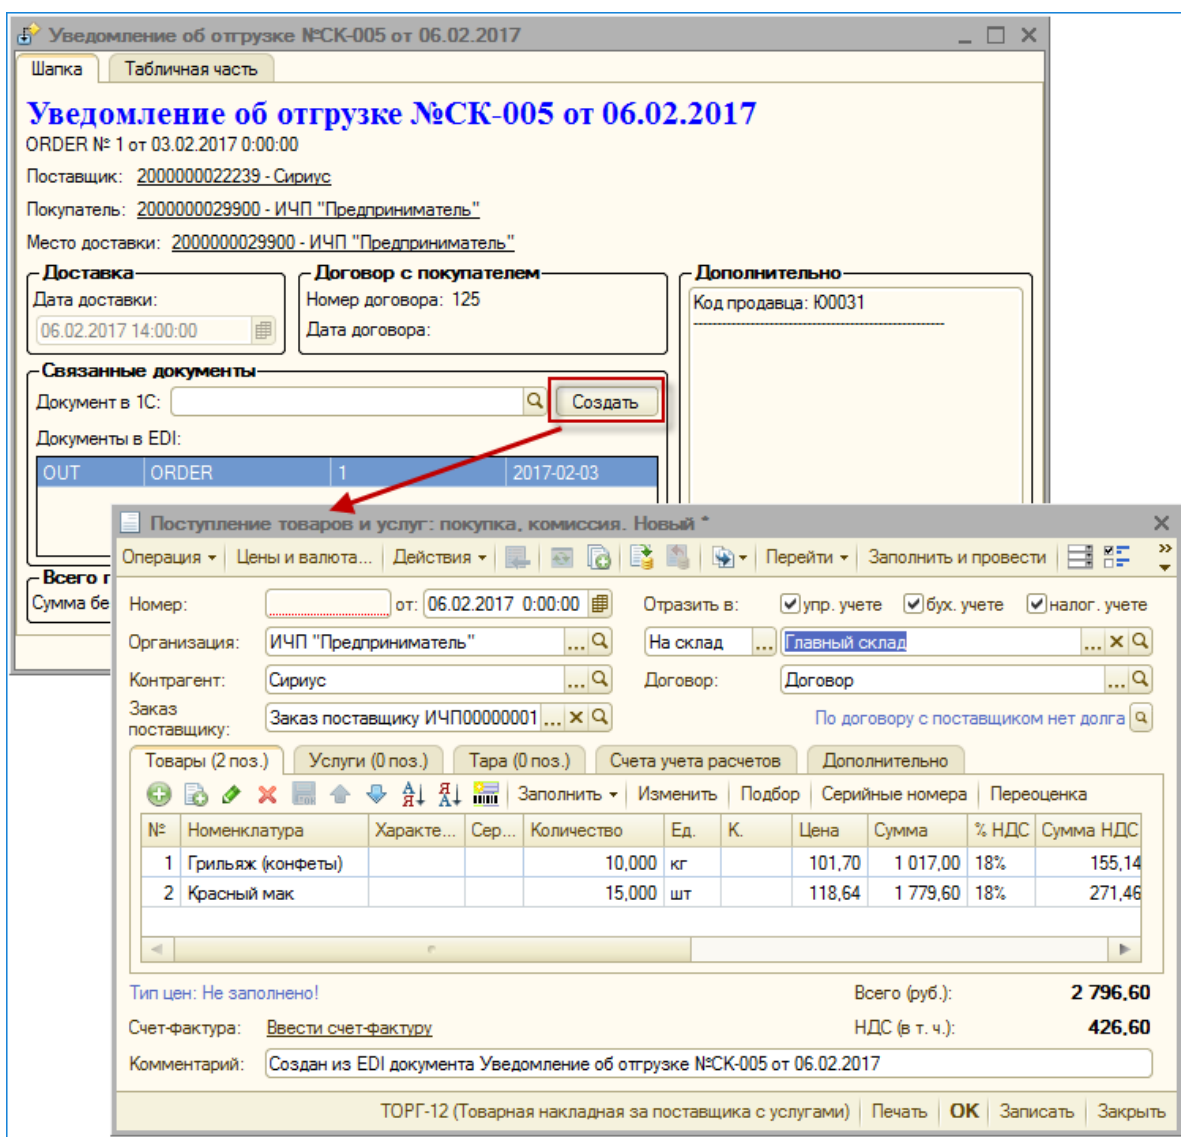 Уведомление об отгрузке №СК-005 от 06.02.2017
Шапка Табличная часть
Уведомление об отгрузке №СК-005 от 06.02.2017
ORDER № 1 от 03.02.2017 0:00:00
Поставщик: 2000000022239 - Сириус
Покупатель: 2000000029900 - ИЧП "Предприниматель"
Место доставки: 2000000029900 - ИЧП "Предприниматель"
Доставка Договор с покупателем Дополнительно
Дата доставки: Номер договора: 125 Код продавца: Ю00031
06.02.2017 14:00:00 Дата договора:
Связанные документы
Документ в 1С: Создать
Документы в EDI:
OUT ORDER 1 2017-02-03
Всего п
Сумма бе
Поступление товаров и услуг: покупка, комиссия. Новый *
Операция Цены и валюта... Действия Перейти Заполнить и провести
Номер: от: 06.02.2017 0:00:00 Отразить в: упр. учете бух. учете налог. учете
Организация: ИЧП "Предприниматель" ... На склад ... Главный склад ...
Контрагент: Сириус ... Договор: Договор ...
Заказ поставщику: Заказ поставщику ИЧП00000001 ... По договору с поставщиком нет долга
Товары (2 поз.) Услуги (0 поз.) Тара (0 поз.) Счета учета расчетов Дополнительно
Заполнить Изменить Подбор Серийные номера Переоценка
№ Номенклатура Характе... Сер... Количество Ед. К. Цена Сумма % НДС Сумма НДС
1 Грильяж (конфеты) 10,000 кг 101,70 1 017,00 18% 155,14
2 Красный мак 15,000 шт 118,64 1 779,60 18% 271,46
Тип цен: Не заполнено! Всего (руб.): 2 796,60
Счет-фактура: Ввести счет-фактуру НДС (в т. ч.): 426,60
Комментарий: Создан из EDI документа Уведомление об отгрузке №СК-005 от 06.02.2017
ТОРГ-12 (Товарная накладная за поставщика с услугами) Печать OK Записать Закрыть